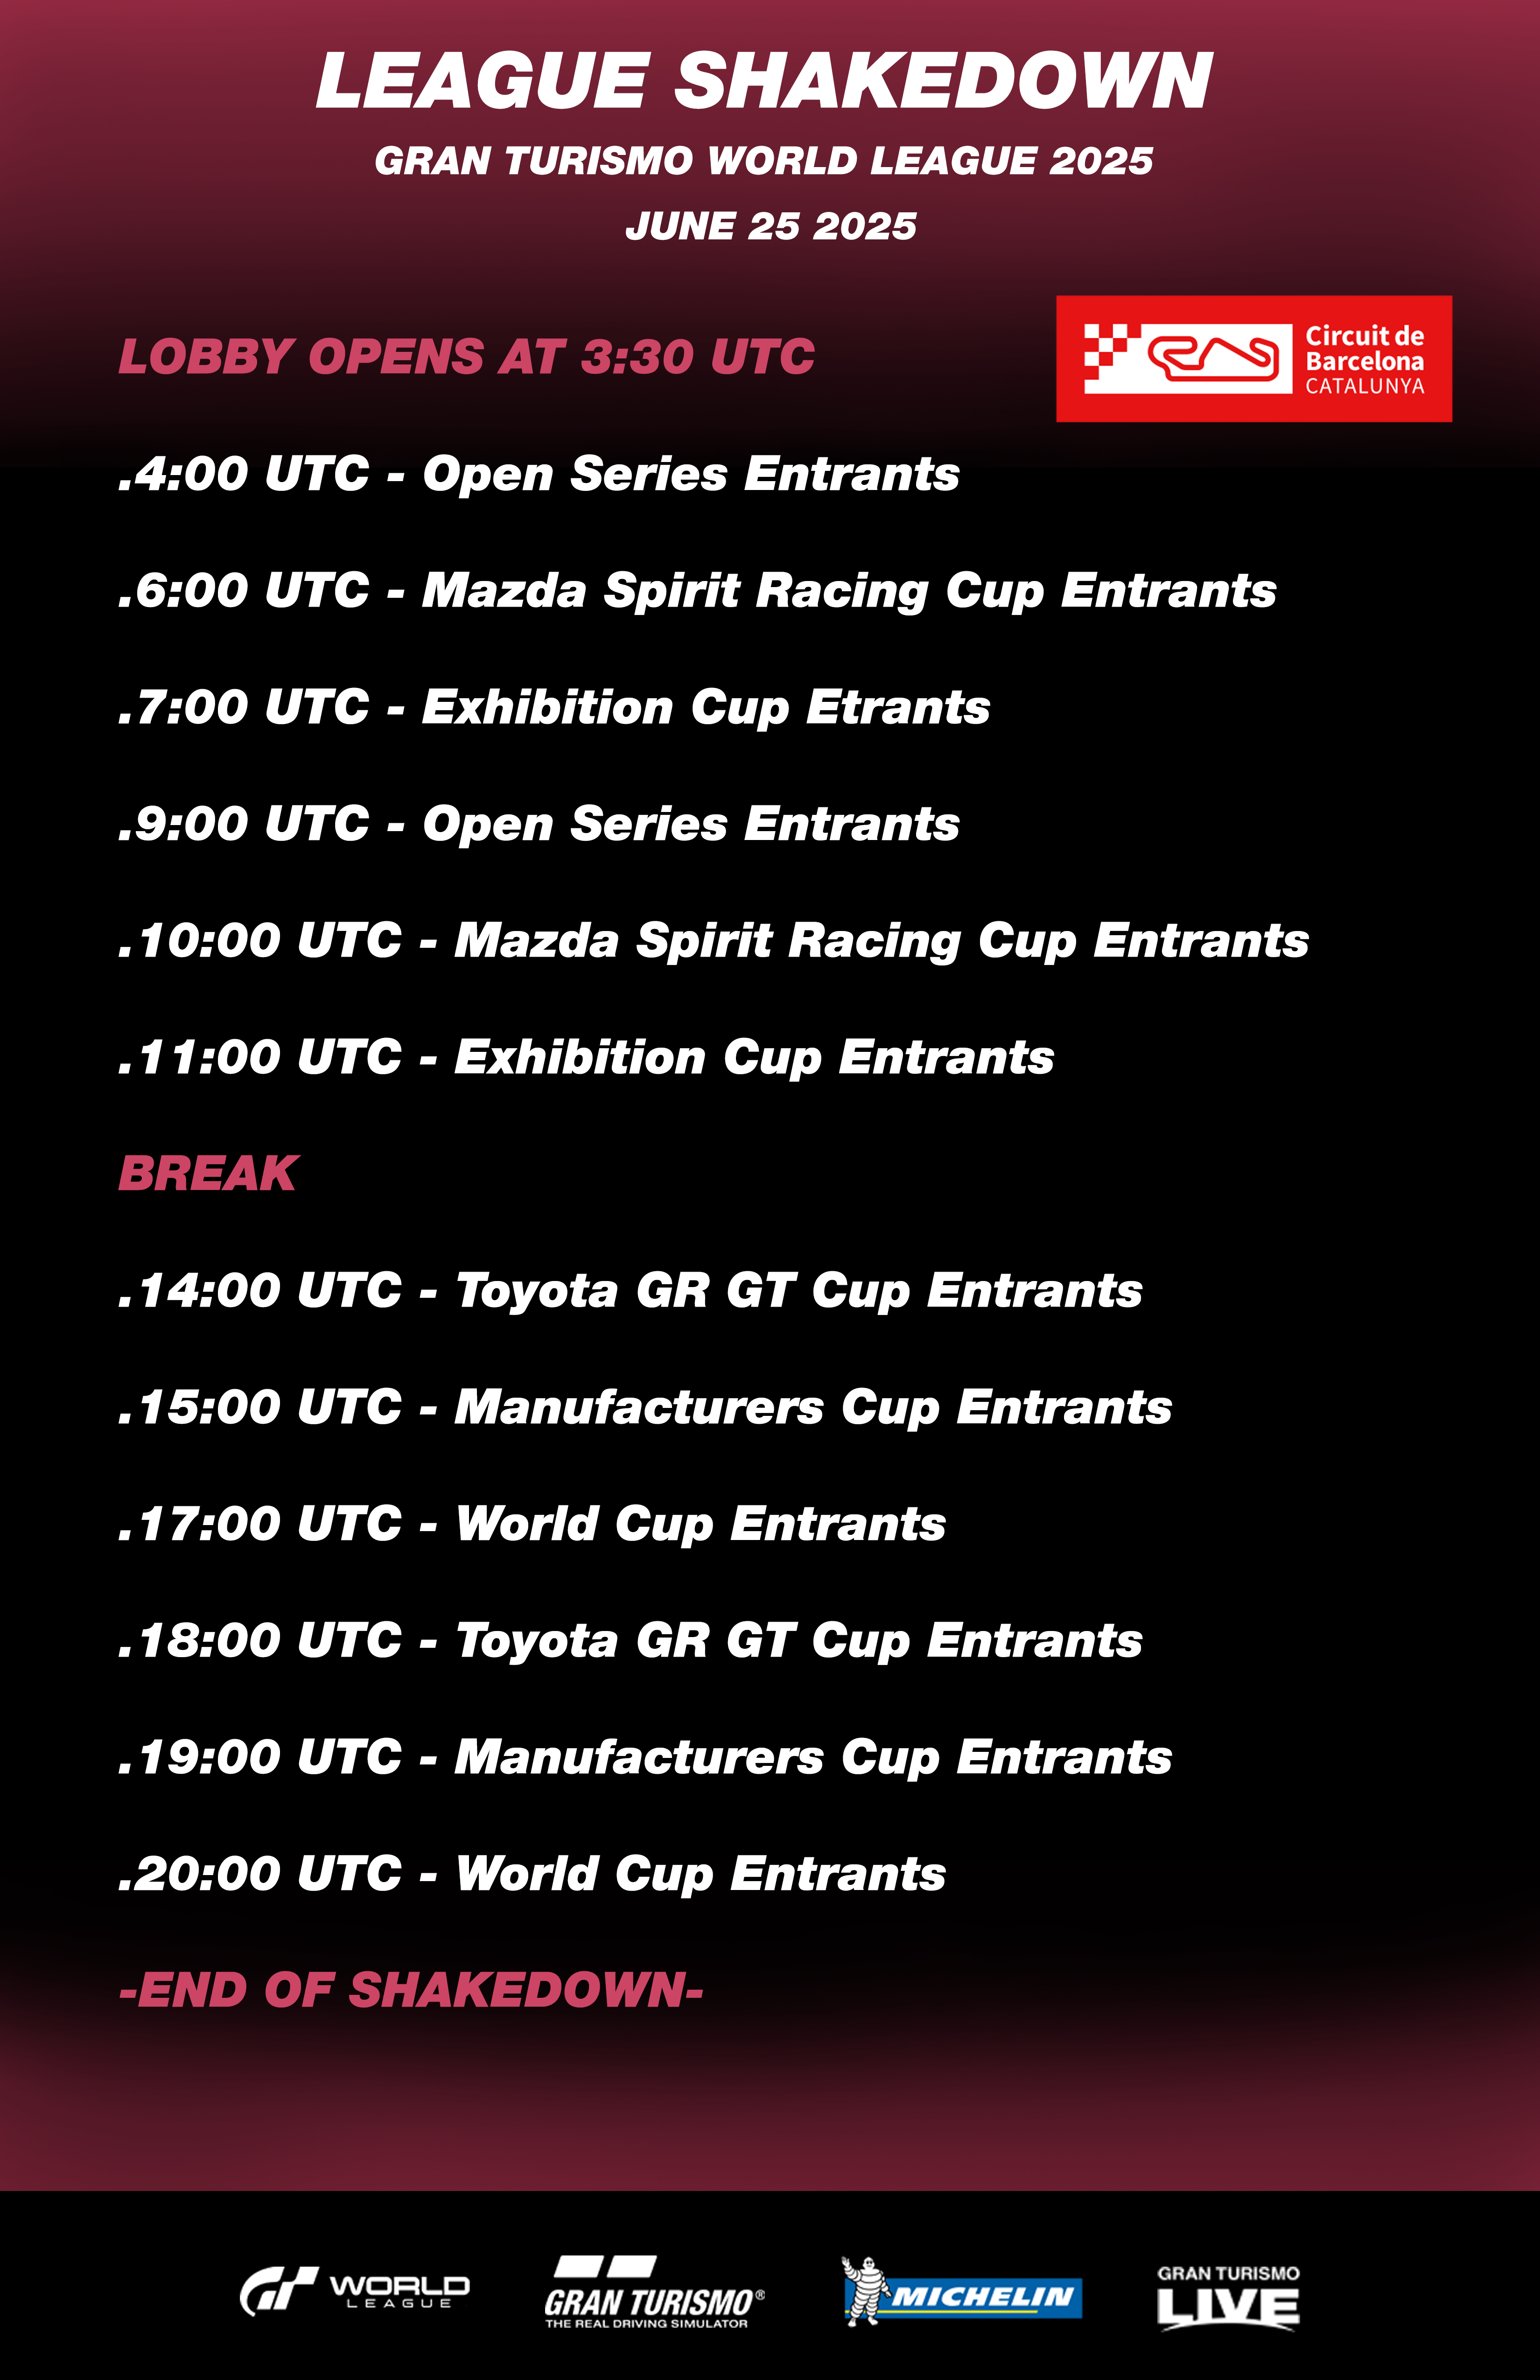 LEAGUE SHAKEDOWN
GRAN TURISMO WORLD LEAGUE 2025
JUNE 25 2025
LOBBY OPENS AT 3:30 UTC
Circuit de
Barcelona
CATALUNYA
.4:00 UTC - Open Series Entrants
.6:00 UTC - Mazda Spirit Racing Cup Entrants
.7:00 UTC - Exhibition Cup Etrants
.9:00 UTC - Open Series Entrants
.10:00 UTC - Mazda Spirit Racing Cup Entrants
.11:00 UTC - Exhibition Cup Entrants
BREAK
.14:00 UTC - Toyota GR GT Cup Entrants
.15:00 UTC - Manufacturers Cup Entrants
.17:00 UTC - World Cup Entrants
.18:00 UTC - Toyota GR GT Cup Entrants
.19:00 UTC - Manufacturers Cup Entrants
.20:00 UTC - World Cup Entrants
-END OF SHAKEDOWN-
WORLD
LEAGUE
GRAN TURISMO®
THE REAL DRIVING SIMULATOR
MICHELIN
GRAN TURISMO
LIVE